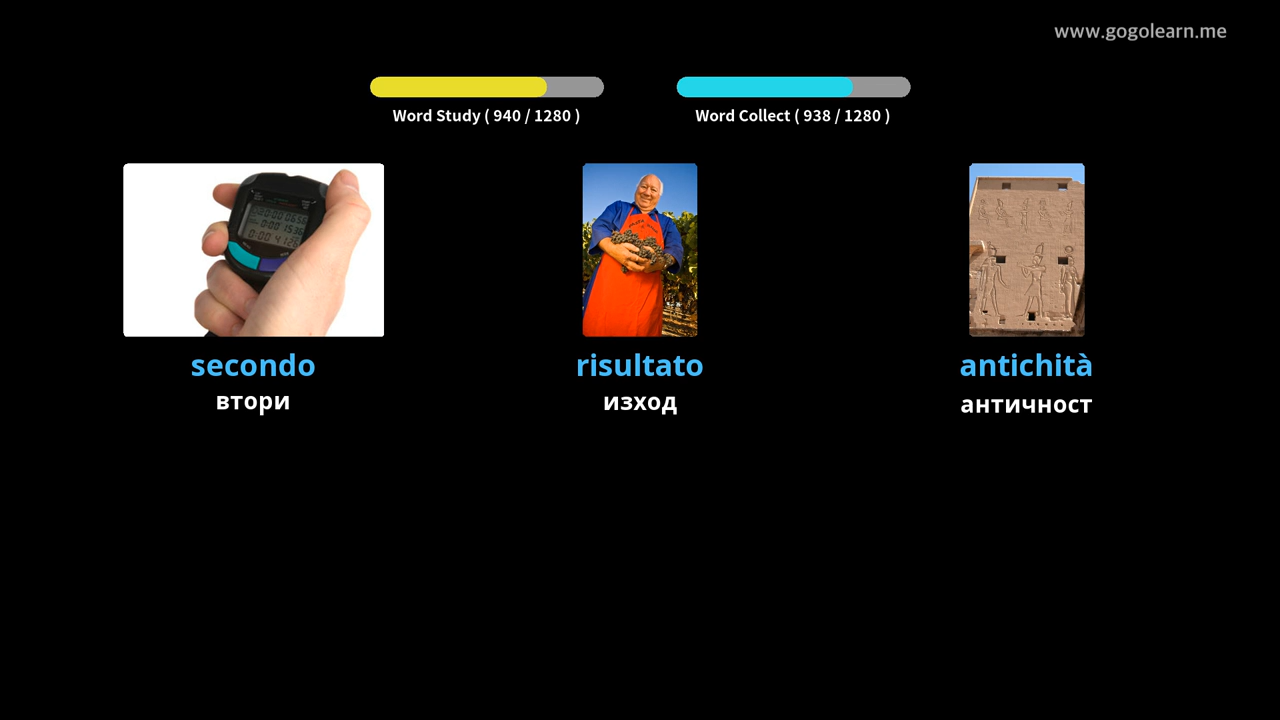 www.gogolearn.me
Word Study ( 940 / 1280 )
Word Collect ( 938 / 1280 )
secondo
втори
risultato
изход
antichità
античност